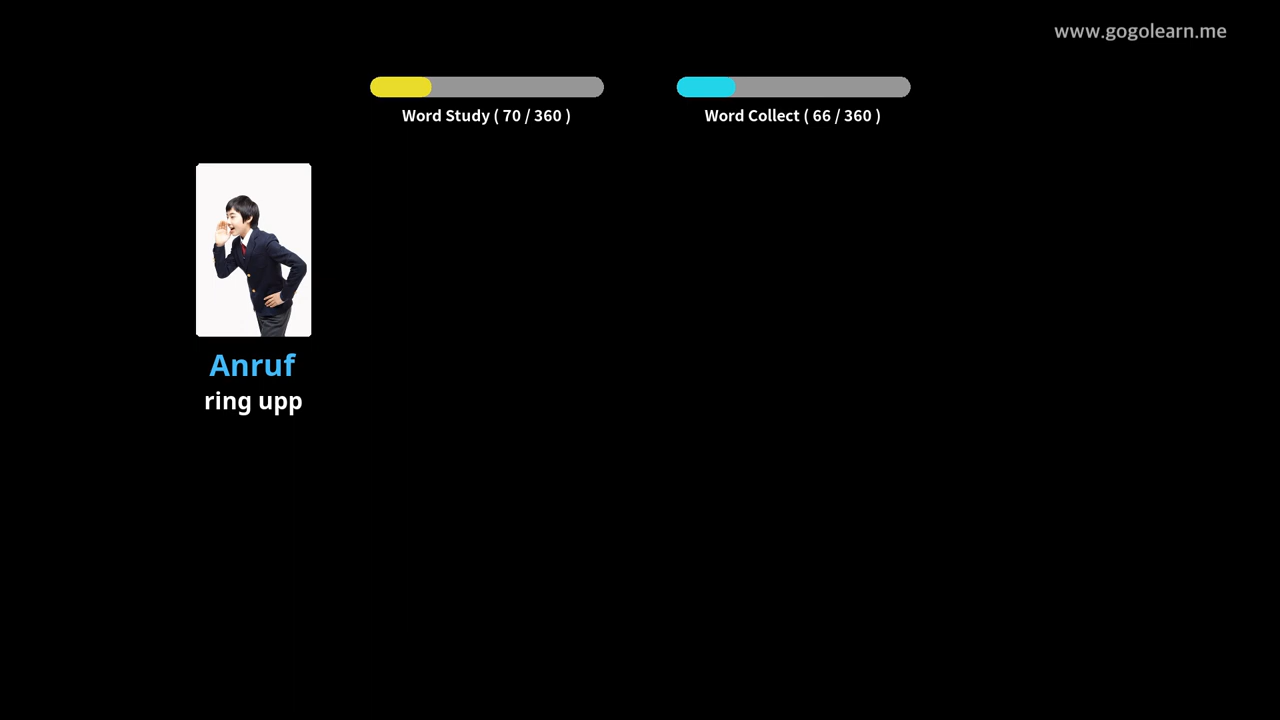 www.gogolearn.me
Word Study ( 70 / 360 )
Word Collect ( 66 / 360 )
Anruf
ring upp